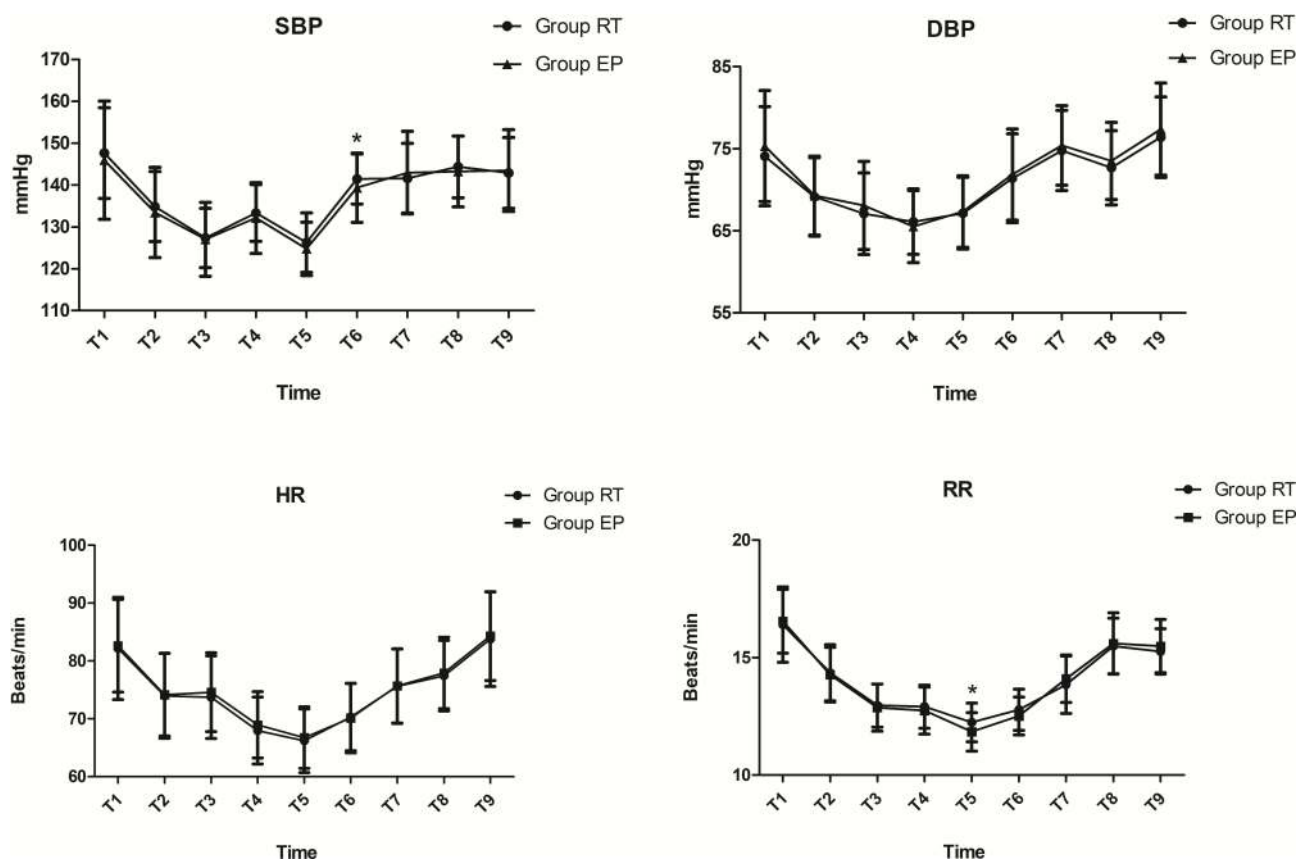 SBP
Group RT
Group EP
170
160
150
140
130
120
110
mmHg
*
T1 T2 T3 T4 T5 T6 T7 T8 T9
Time
DBP
Group RT
Group EP
85
75
65
55
mmHg
T1 T2 T3 T4 T5 T6 T7 T8 T9
Time
HR
Group RT
Group EP
100
90
80
70
60
Beats/min
T1 T2 T3 T4 T5 T6 T7 T8 T9
Time
RR
Group RT
Group EP
20
15
10
Beats/min
*
T1 T2 T3 T4 T5 T6 T7 T8 T9
Time